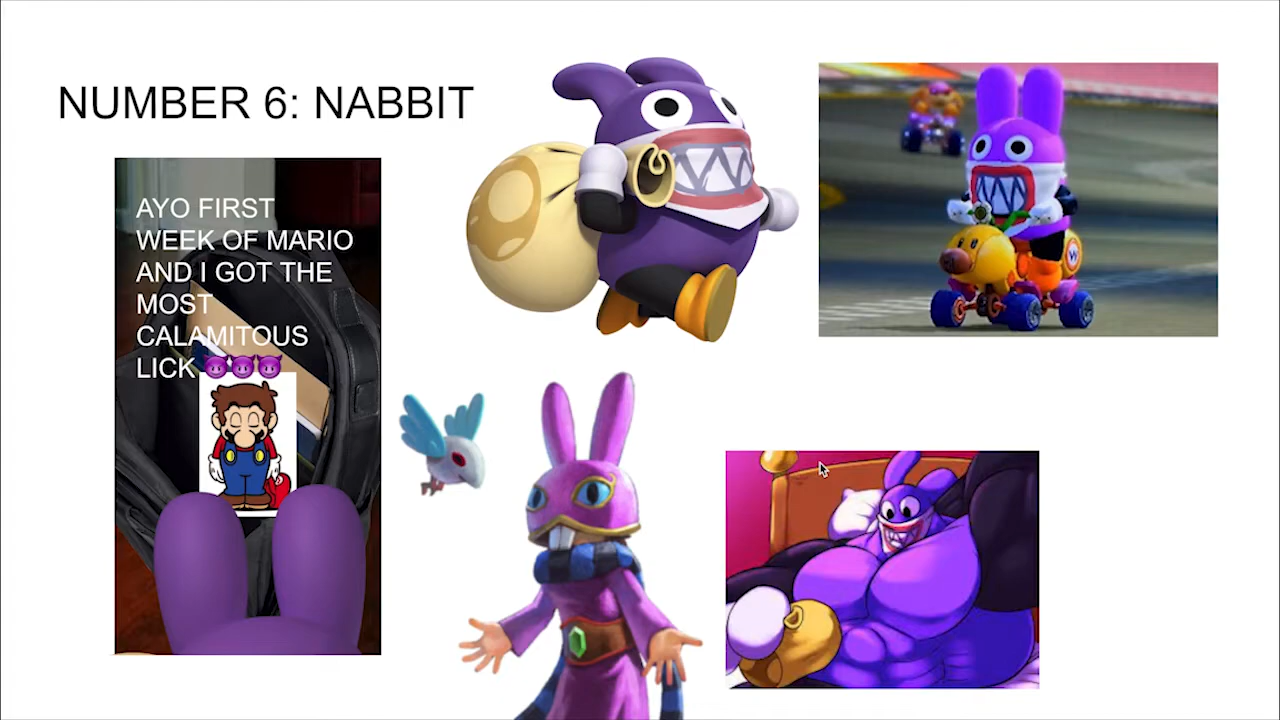 NUMBER 6: NABBIT
AYO FIRST
WEEK OF MARIO
AND I GOT THE
MOST
CALAMITOUS
LICK 😈😈😈